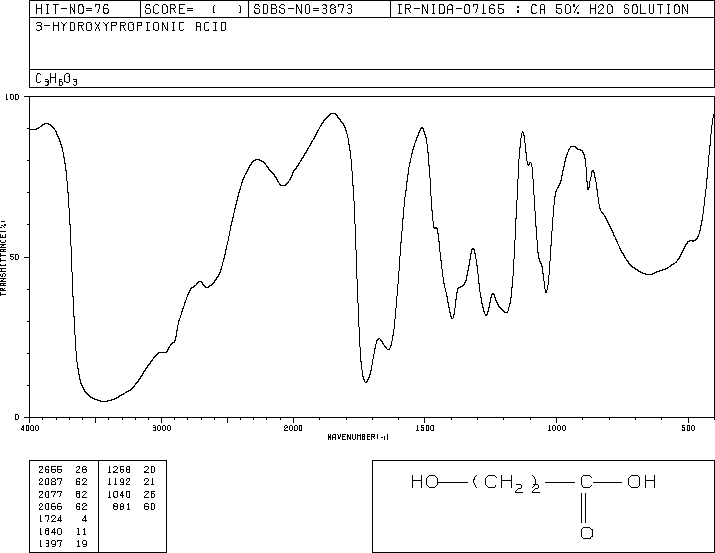 HIT-NO=76 SCORE= ( ) SDBS-NO=3873 IR-NIDA-07165 : CA 50% H2O SOLUTION
3-HYDROXYPROPIONIC ACID
C3H6O3
100
TRANSMITTANCE(%)
50
0
4000 3000 2000 1500 1000 500
WAVENUMBER(-1)
2655 26 1258 20
2087 62 1192 21
2077 62 1040 26
2066 62 881 60
1724 4
1640 11
1397 19
HO (CH2)2 C OH
O